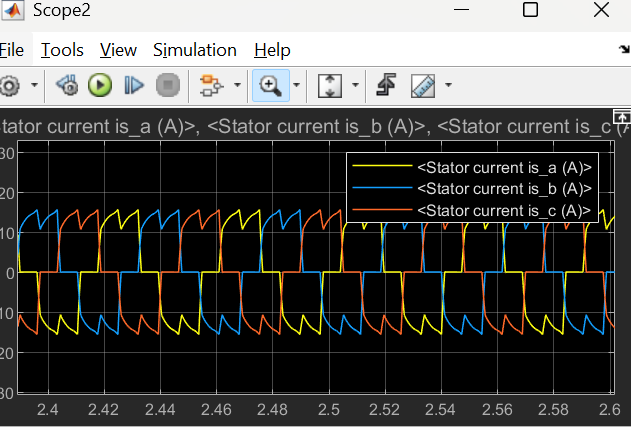 Scope2
File Tools View Simulation Help
<Stator current is_a (A)>, <Stator current is_b (A)>, <Stator current is_c (A)>
<Stator current is_a (A)>
<Stator current is_b (A)>
<Stator current is_c (A)>
30
20
10
0
10
20
30
2.4 2.42 2.44 2.46 2.48 2.5 2.52 2.54 2.56 2.58 2.6